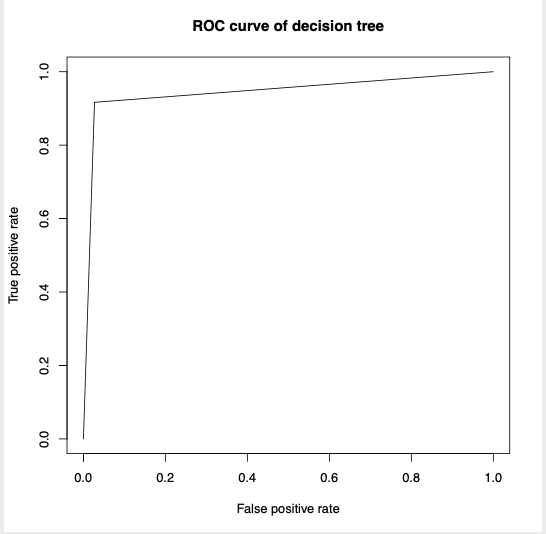 ROC curve of decision tree
1.0
0.8
0.6
0.4
0.2
0.0
True positive rate
0.0 0.2 0.4 0.6 0.8 1.0
False positive rate